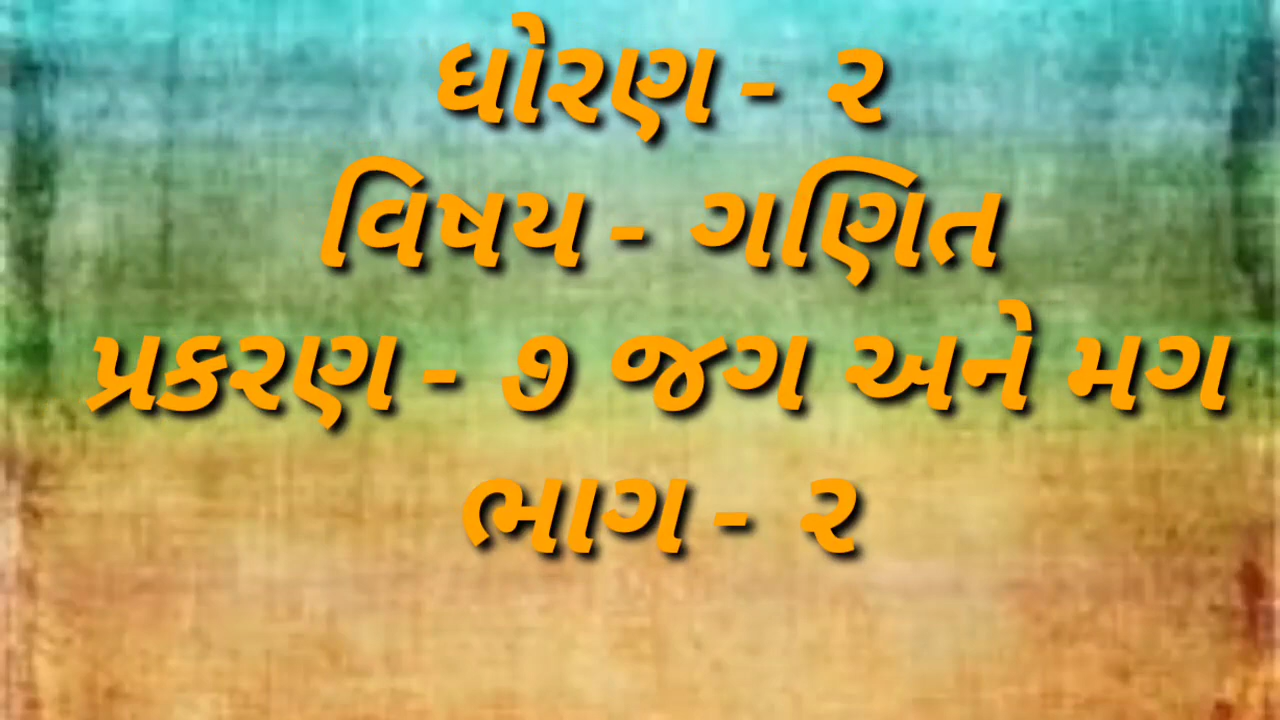 ધોરણ - ૨
વિષય - ગણિત
પ્રકરણ - ૭ જગ અને મગ
ભાગ - ૨